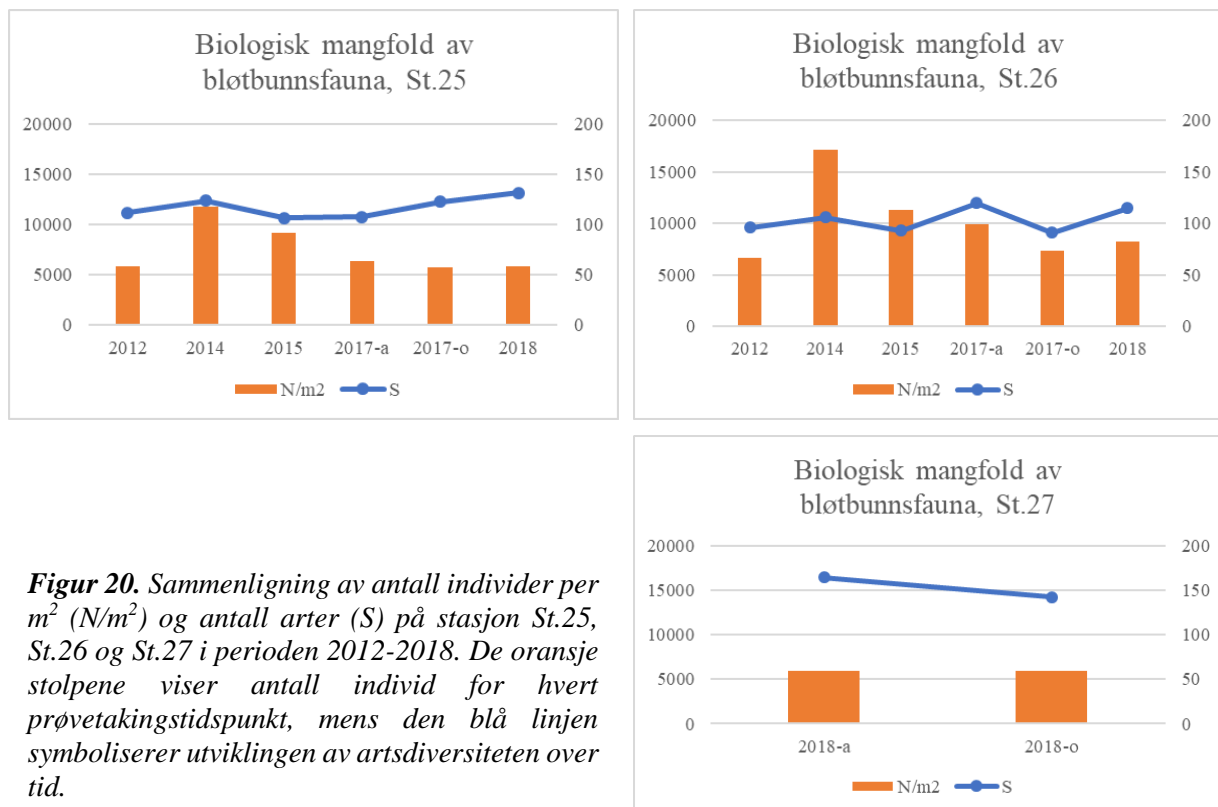 Biologisk mangfold av
bløtbunnsfauna, St.25
20000 200
15000 150
10000 100
5000 50
0 0
2012 2014 2015 2017-a 2017-o 2018
N/m2 S
Biologisk mangfold av
bløtbunnsfauna, St.26
20000 200
15000 150
10000 100
5000 50
0 0
2012 2014 2015 2017-a 2017-o 2018
N/m2 S
Biologisk mangfold av
bløtbunnsfauna, St.27
20000 200
15000 150
10000 100
5000 50
0 0
2018-a 2018-o
N/m2 S
Figur 20. Sammenligning av antall individer per
m² (N/m²) og antall arter (S) på stasjon St.25,
St.26 og St.27 i perioden 2012-2018. De oransje
stolpene viser antall individ for hvert
prøvetakingstidspunkt, mens den blå linjen
symboliserer utviklingen av artsdiversiteten over
tid.